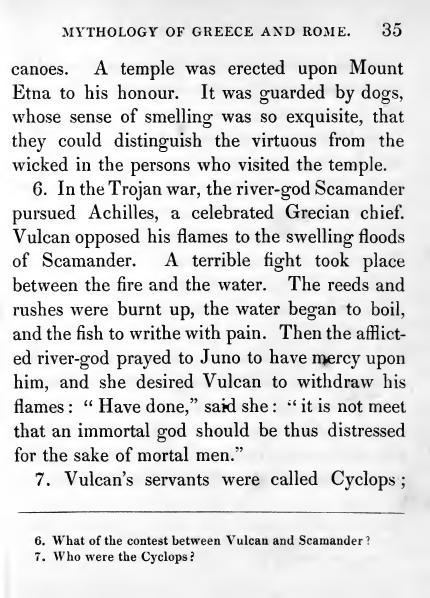 MYTHOLOGY OF GREECE AND ROME. 35
canoes. A temple was erected upon Mount
Etna to his honour. It was guarded by dogs,
whose sense of smelling was so exquisite, that
they could distinguish the virtuous from the
wicked in the persons who visited the temple.
6. In the Trojan war, the river-god Scamander
pursued Achilles, a celebrated Grecian chief.
Vulcan opposed his flames to the swelling floods
of Scamander. A terrible fight took place
between the fire and the water. The reeds and
rushes were burnt up, the water began to boil,
and the fish to writhe with pain. Then the afflict-
ed river-god prayed to Juno to have mercy upon
him, and she desired Vulcan to withdraw his
flames: “ Have done,” said she: “ it is not meet
that an immortal god should be thus distressed
for the sake of mortal men.”
7. Vulcan’s servants were called Cyclops;
6. What of the contest between Vulcan and Scamander?
7. Who were the Cyclops?